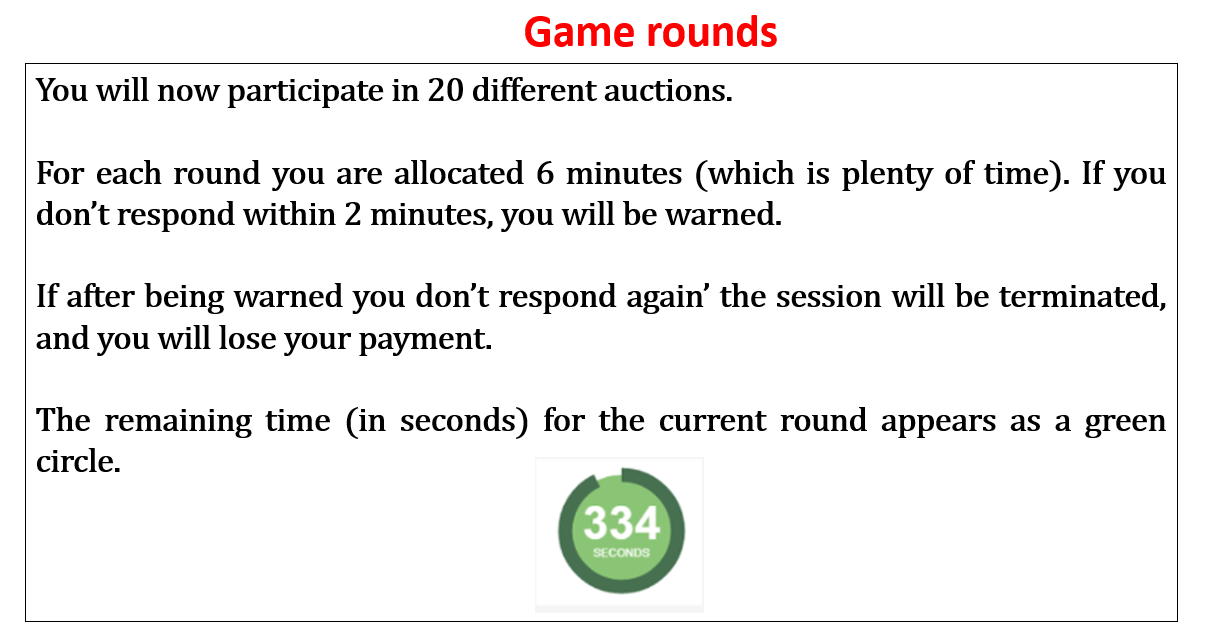 Game rounds
You will now participate in 20 different auctions.
For each round you are allocated 6 minutes (which is plenty of time). If you
don’t respond within 2 minutes, you will be warned.
If after being warned you don’t respond again’ the session will be terminated,
and you will lose your payment.
The remaining time (in seconds) for the current round appears as a green
circle.
334
SECONDS